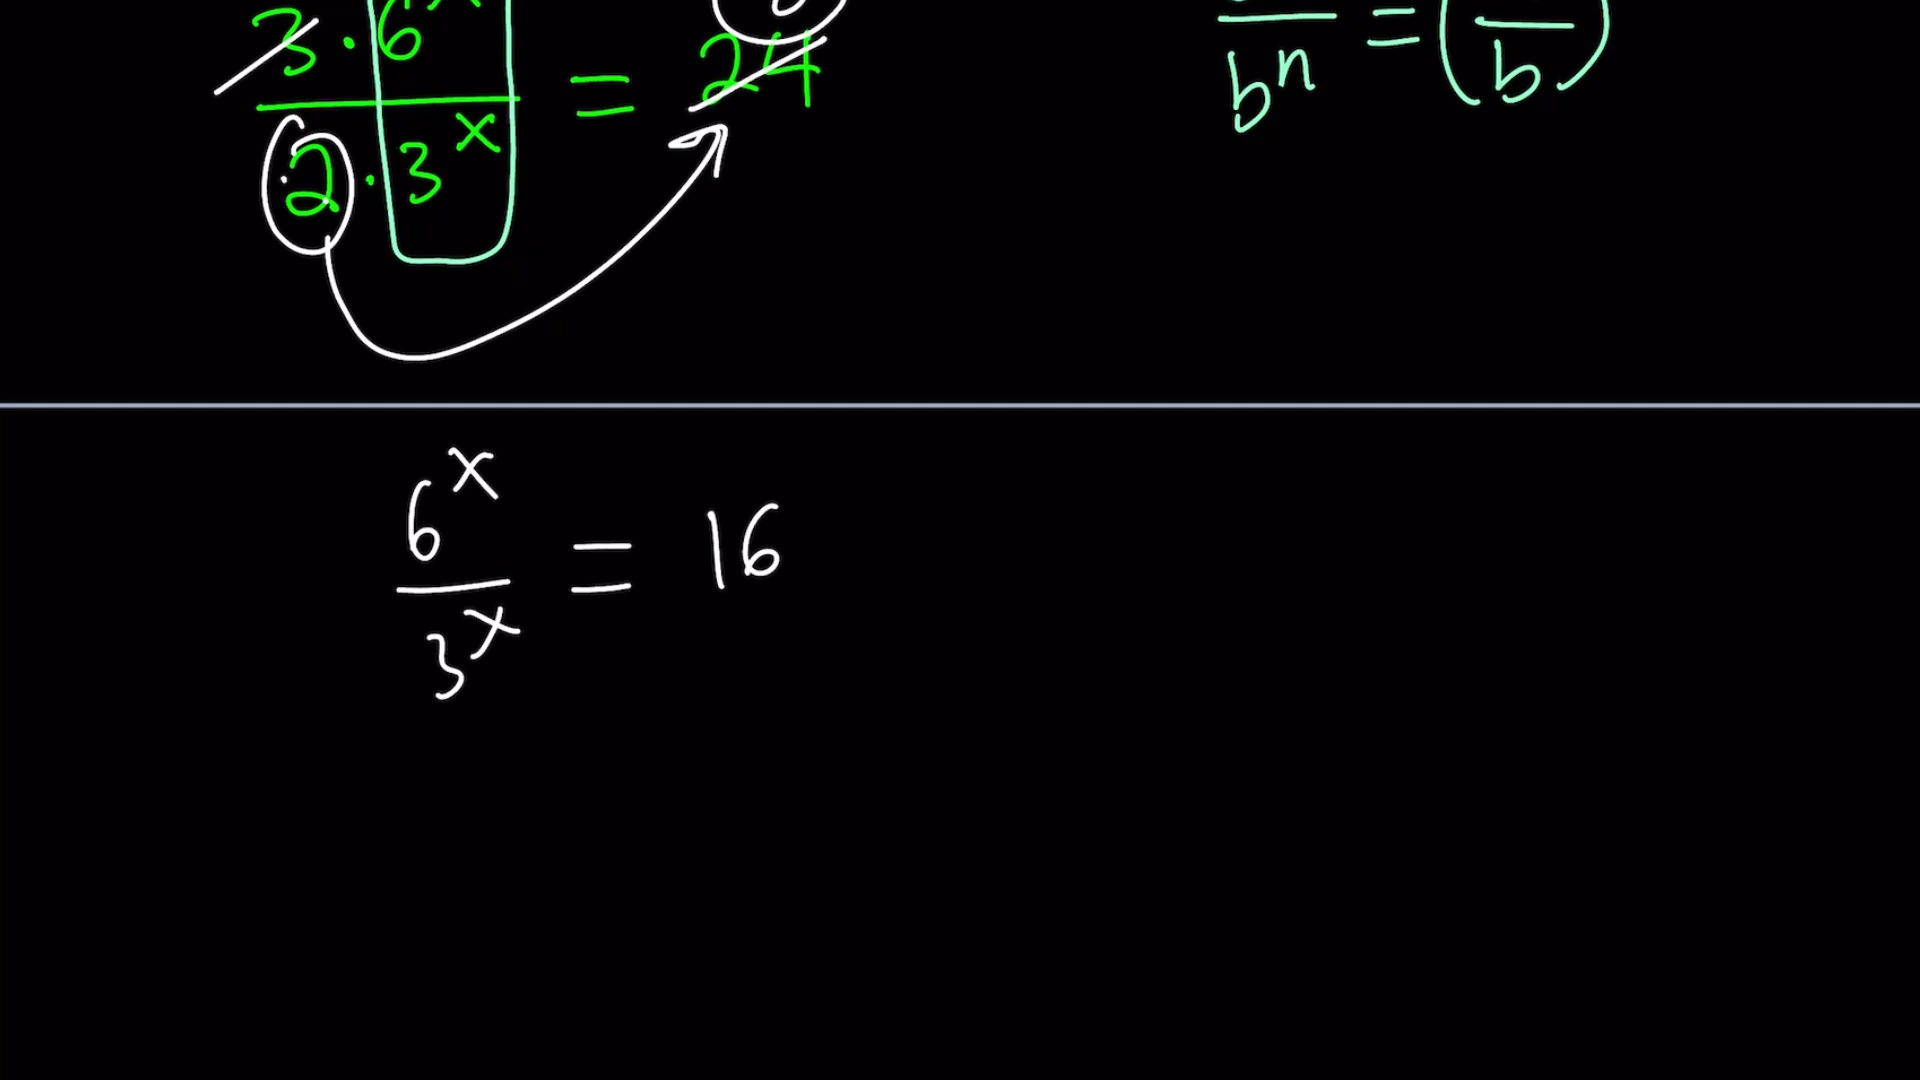 3 · 6^x / 2 · 3^x = 24
/ b^n = ( / b )
6^x / 3^x = 16